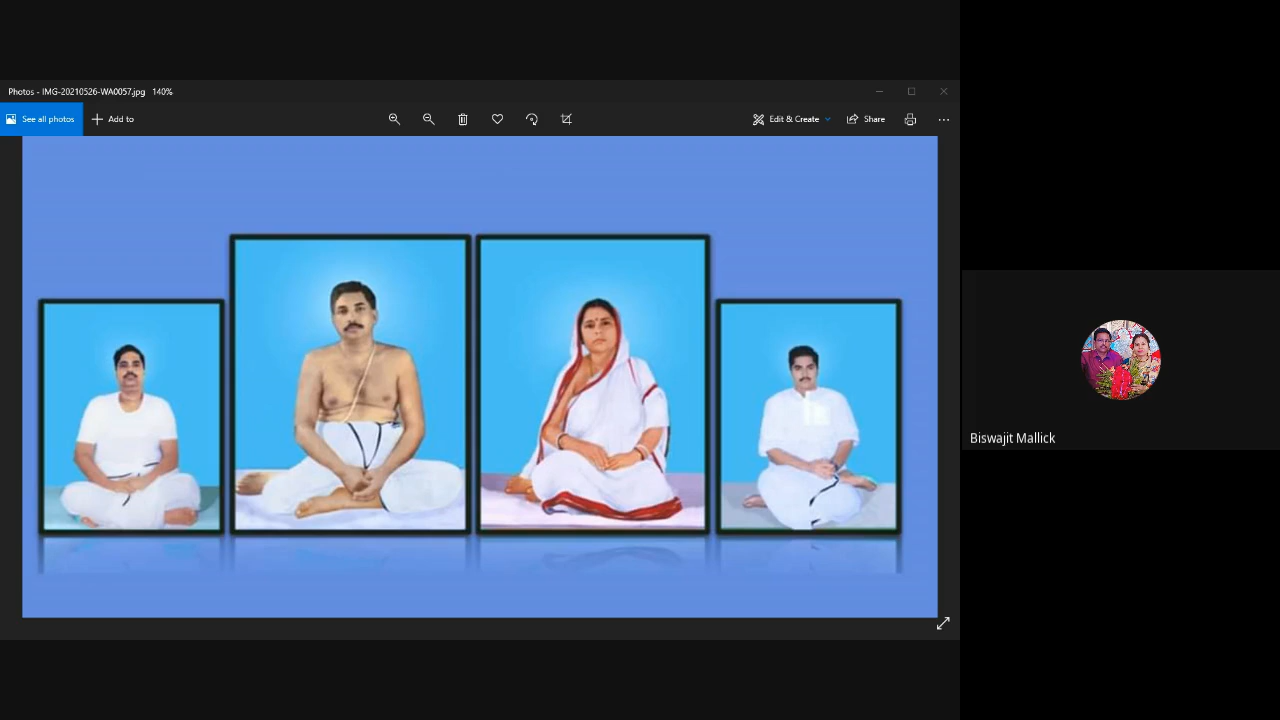 Photos - IMG-20210526-WA0057.jpg 140%
See all photos
Add to
Edit & Create
Share
Biswajit Mallick